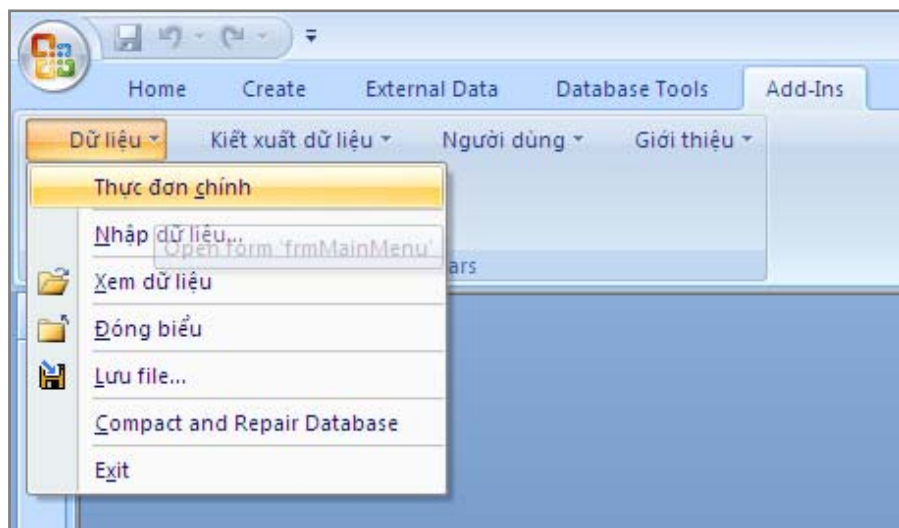 Home Create External Data Database Tools Add-Ins
Dữ liệu Kiết xuất dữ liệu Người dùng Giới thiệu
Thực đơn chính
Nhập dữ liệu...
Open form 'frmMainMenu'
ars
Xem dữ liệu
Đóng biểu
Lưu file...
Compact and Repair Database
Exit